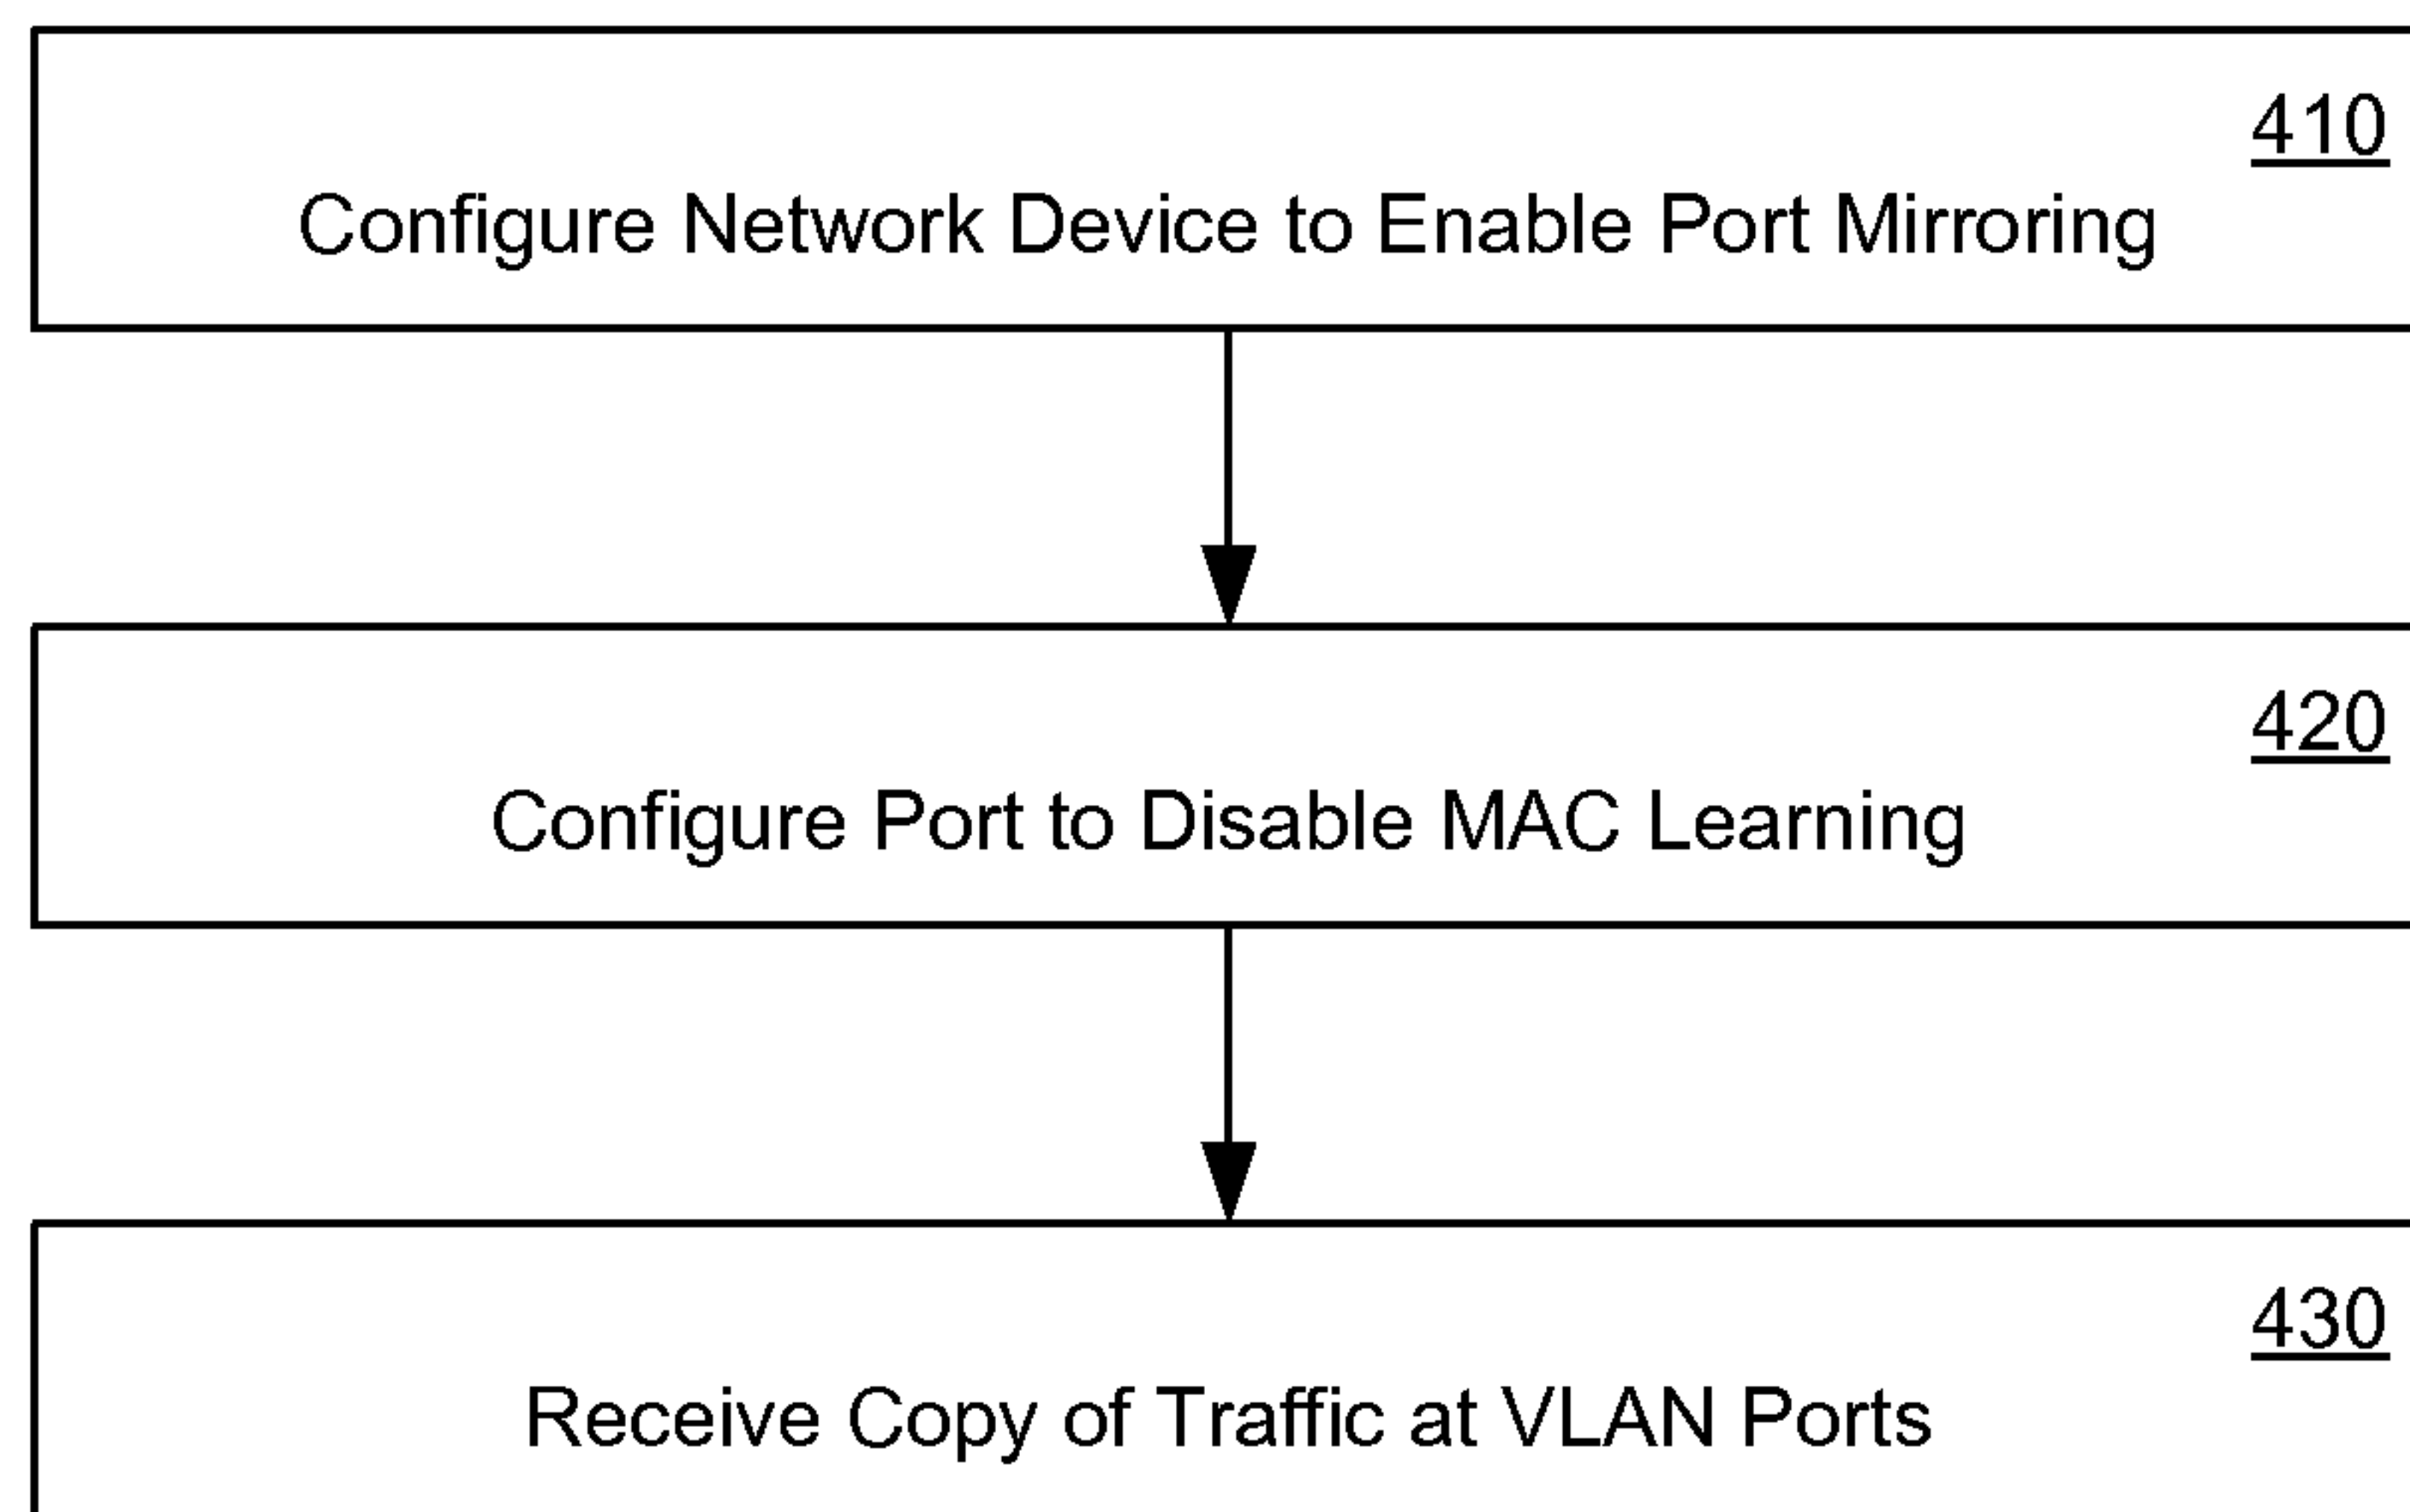 410
Configure Network Device to Enable Port Mirroring
420
Configure Port to Disable MAC Learning
430
Receive Copy of Traffic at VLAN Ports